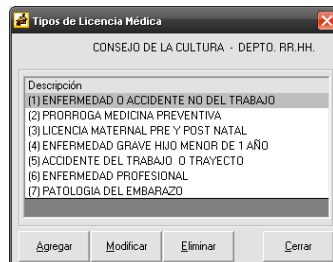 Tipos de Licencia Médica
CONSEJO DE LA CULTURA - DEPTO. RR.HH.
Descripción
(1) ENFERMEDAD O ACCIDENTE NO DEL TRABAJO
(2) PRORROGA MEDICINA PREVENTIVA
(3) LICENCIA MATERNAL PRE Y POST NATAL
(4) ENFERMEDAD GRAVE HIJO MENOR DE 1 AÑO
(5) ACCIDENTE DEL TRABAJO O TRAYECTO
(6) ENFERMEDAD PROFESIONAL
(7) PATOLOGIA DEL EMBARAZO
Agregar Modificar Eliminar Cerrar